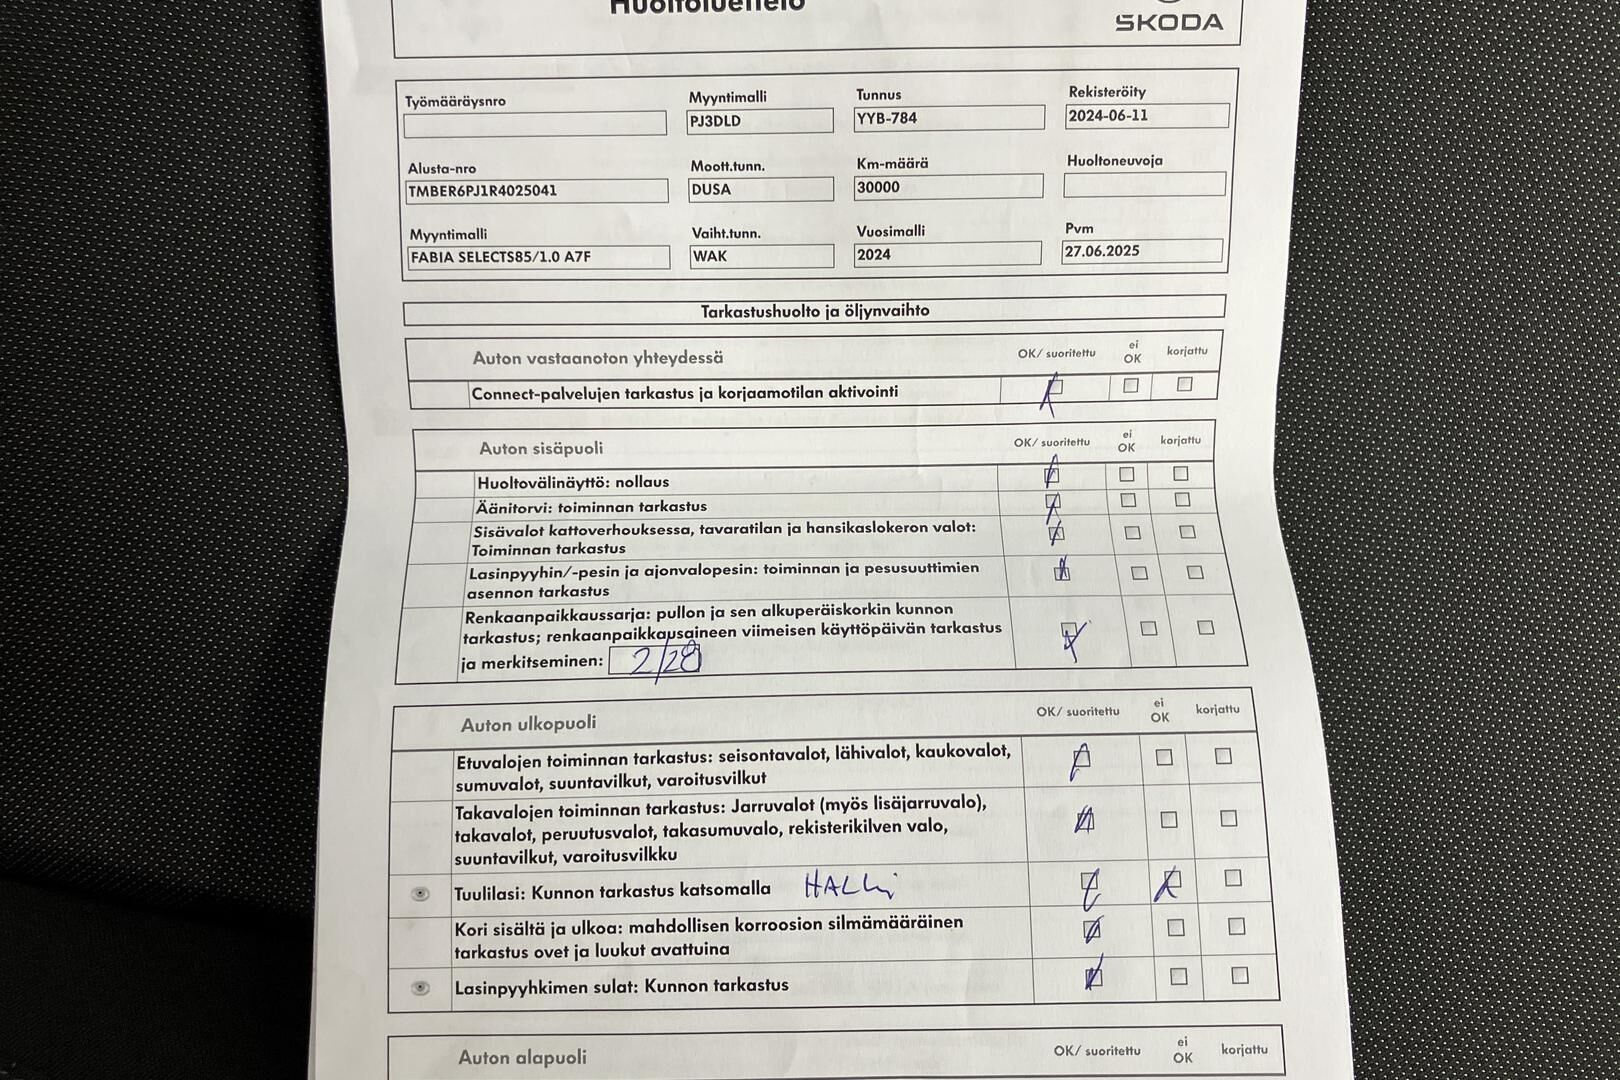 Huoltoluettelo
SKODA
Työmääräysnro
Myyntimalli
PJ3DLD
Tunnus
YYB-784
Rekisteröity
2024-06-11
Alusta-nro
TMBER6PJ1R4025041
Moott.tunn.
DUSA
Km-määrä
30000
Huoltoneuvoja
Myyntimalli
FABIA SELECTS85/1.0 A7F
Vaiht.tunn.
WAK
Vuosimalli
2024
Pvm
27.06.2025
Tarkastushuolto ja öljynvaihto
Auton vastaanoton yhteydessä
OK/ suoritettu
ei
OK
korjattu
Connect-palvelujen tarkastus ja korjaamotilan aktivointi
Auton sisäpuoli
OK/ suoritettu
ei
OK
korjattu
Huoltovälinäyttö: nollaus
Äänitorvi: toiminnan tarkastus
Sisävalot kattoverhouksessa, tavaratilan ja hansikaslokeron valot:
Toiminnan tarkastus
Lasinpyyhin/-pesin ja ajonvalopesin: toiminnan ja pesusuuttimien
asennon tarkastus
Renkaanpaikkaussarja: pullon ja sen alkuperäiskorkin kunnon
tarkastus; renkaanpaikkausaineen viimeisen käyttöpäivän tarkastus
ja merkitseminen: 2/28
Auton ulkopuoli
OK/ suoritettu
ei
OK
korjattu
Etuvalojen toiminnan tarkastus: seisontavalot, lähivalot, kaukovalot,
sumuvalot, suuntavilkut, varoitusvilkut
Takavalojen toiminnan tarkastus: Jarruvalot (myös lisäjarruvalo),
takavalot, peruutusvalot, takasumuvalo, rekisterikilven valo,
suuntavilkut, varoitusvilkku
Tuulilasi: Kunnon tarkastus katsomalla
Kori sisältä ja ulkoa: mahdollisen korroosion silmämääräinen
tarkastus ovet ja luukut avattuina
Lasinpyyhkimen sulat: Kunnon tarkastus
Auton alapuoli
OK/ suoritettu
ei
OK
korjattu